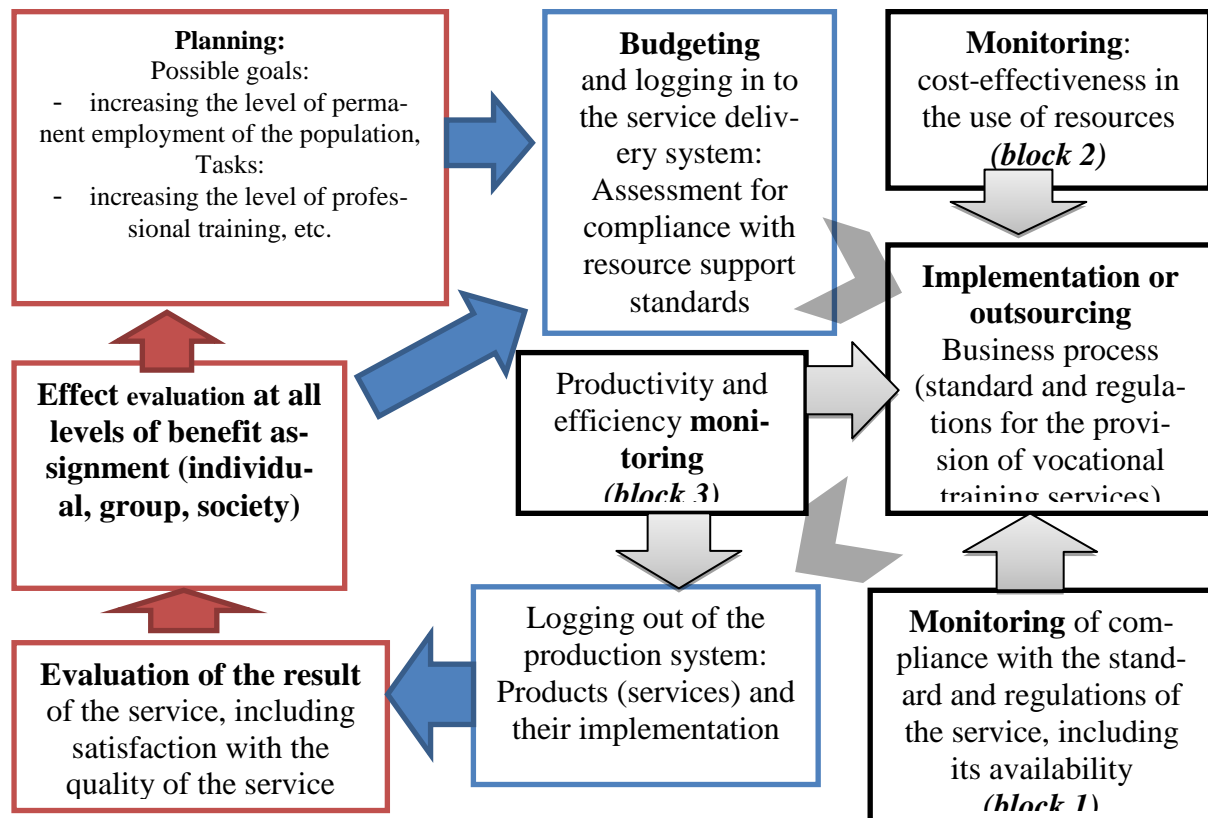 Planning:
Possible goals:
- increasing the level of perma-
nent employment of the population,
Tasks:
- increasing the level of profes-
sional training, etc.
Budgeting
and logging in to
the service deliv-
ery system:
Assessment for
compliance with
resource support
standards
Monitoring:
cost-effectiveness in
the use of resources
(block 2)
Effect evaluation at all
levels of benefit as-
signment (individu-
al, group, society)
Productivity and
efficiency moni-
toring
(block 3)
Implementation or
outsourcing
Business process
(standard and regula-
tions for the provi-
sion of vocational
training services)
Evaluation of the result
of the service, including
satisfaction with the
quality of the service
Logging out of the
production system:
Products (services) and
their implementation
Monitoring of com-
pliance with the stand-
ard and regulations of
the service, including
its availability
(block 1)